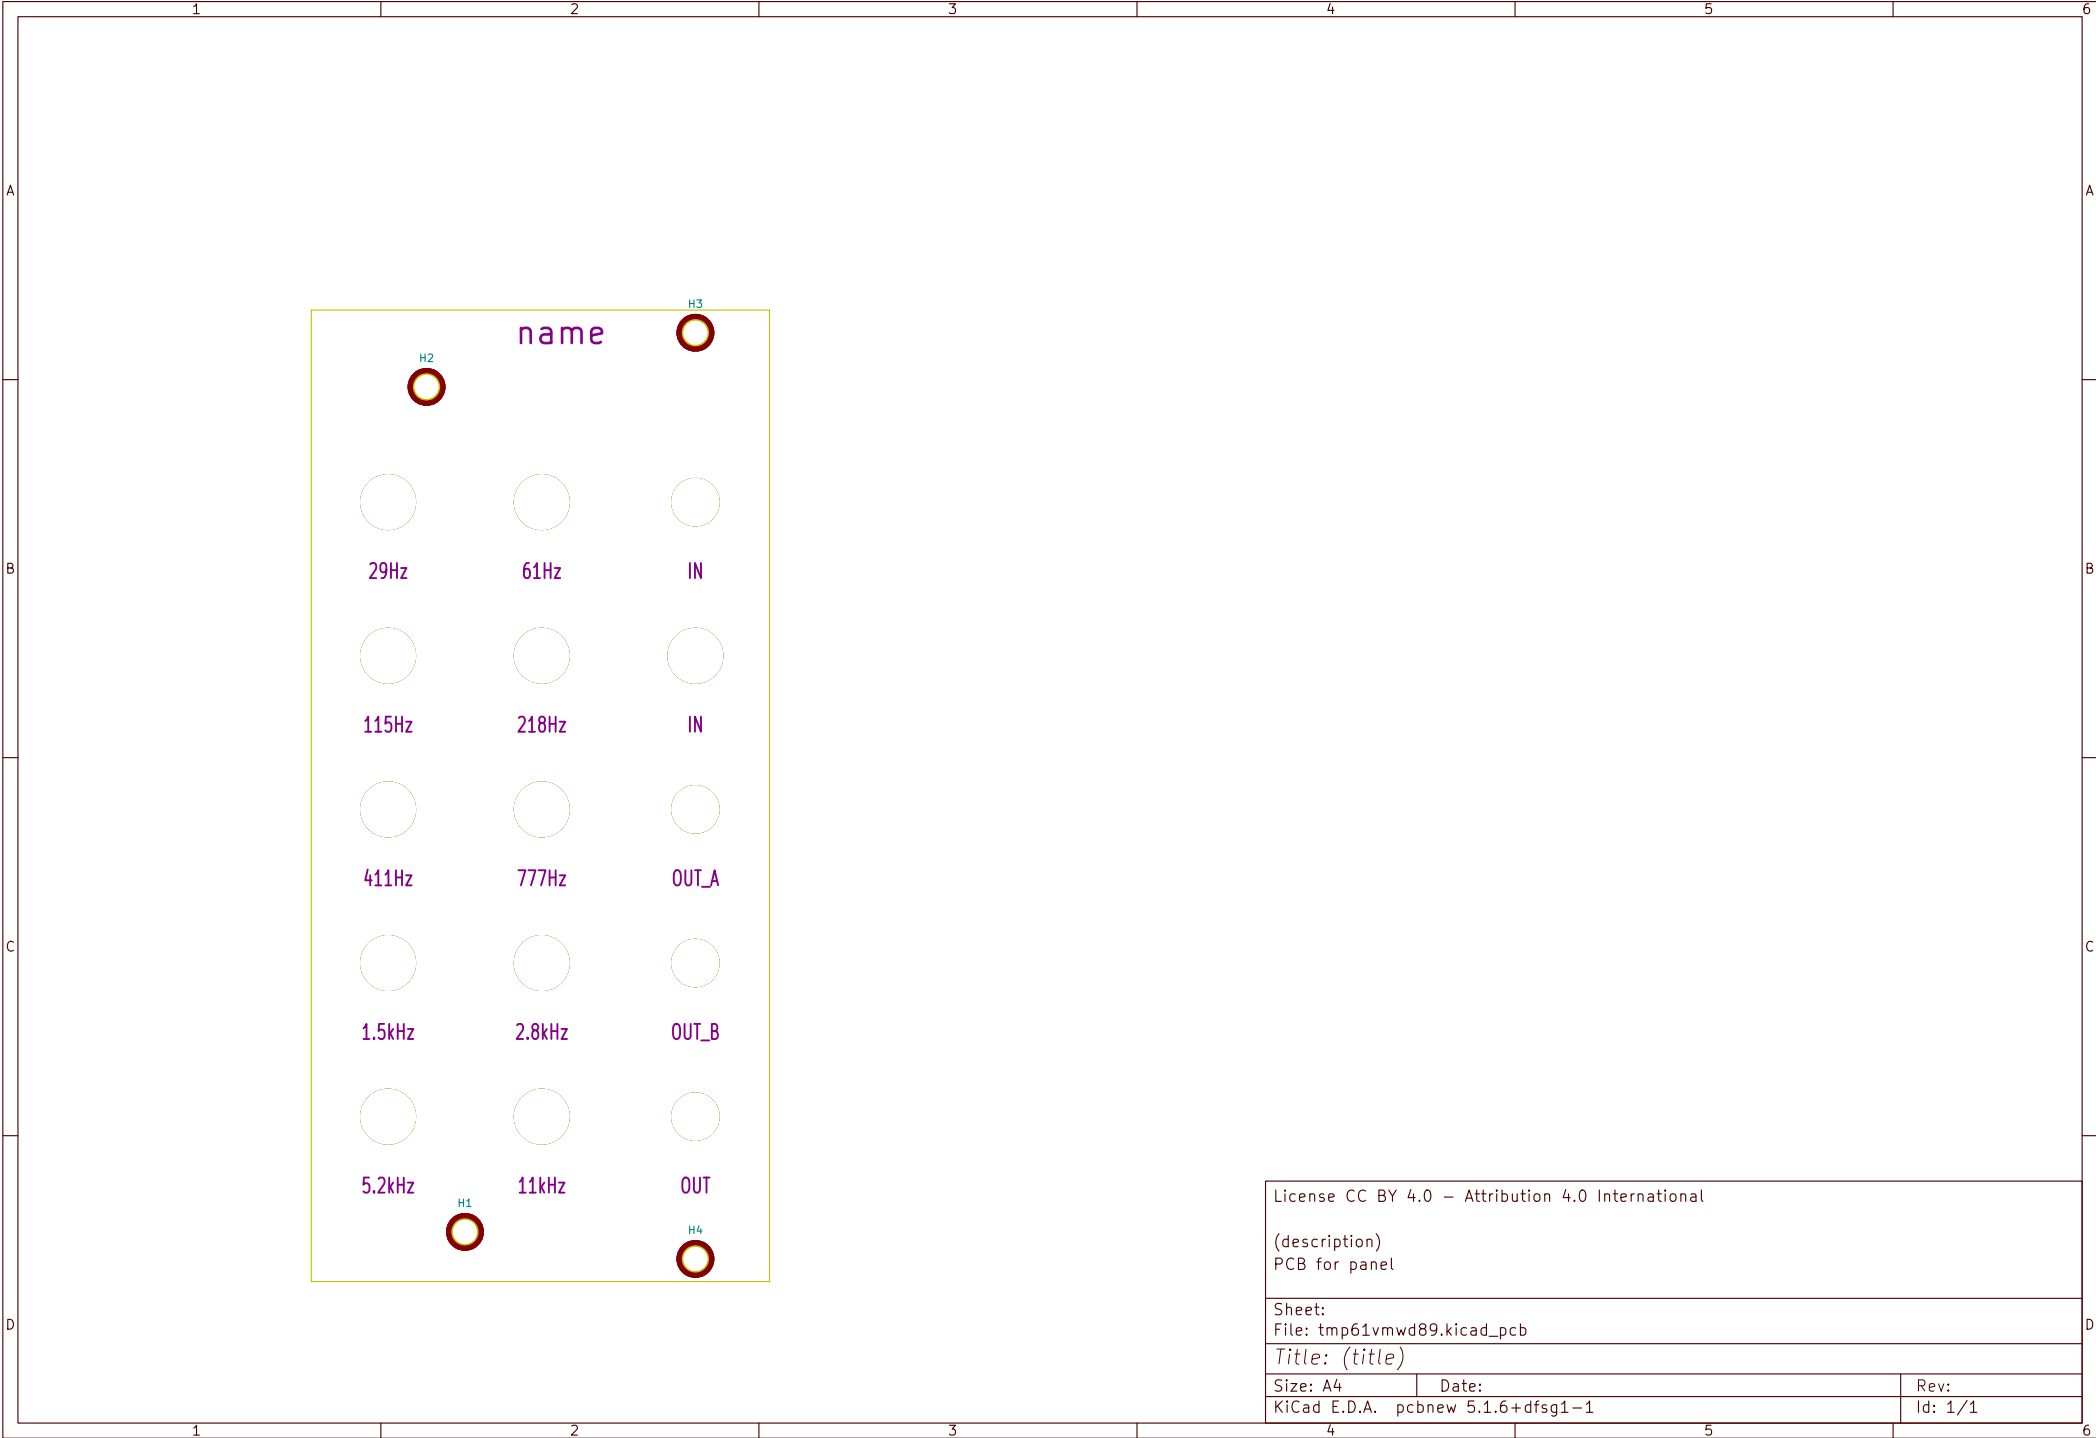 1 2 3 4 5 6
A A
H3
name
H2
29Hz 61Hz IN
B B
115Hz 218Hz IN
411Hz 777Hz OUT_A
C C
1.5kHz 2.8kHz OUT_B
5.2kHz 11kHz OUT
H1
H4
License CC BY 4.0 – Attribution 4.0 International
(description)
PCB for panel
Sheet:
D D
File: tmp61vmwd89.kicad_pcb
Title: (title)
Size: A4 Date: Rev:
KiCad E.D.A. pcbnew 5.1.6+dfsg1-1 Id: 1/1
1 2 3 4 5 6